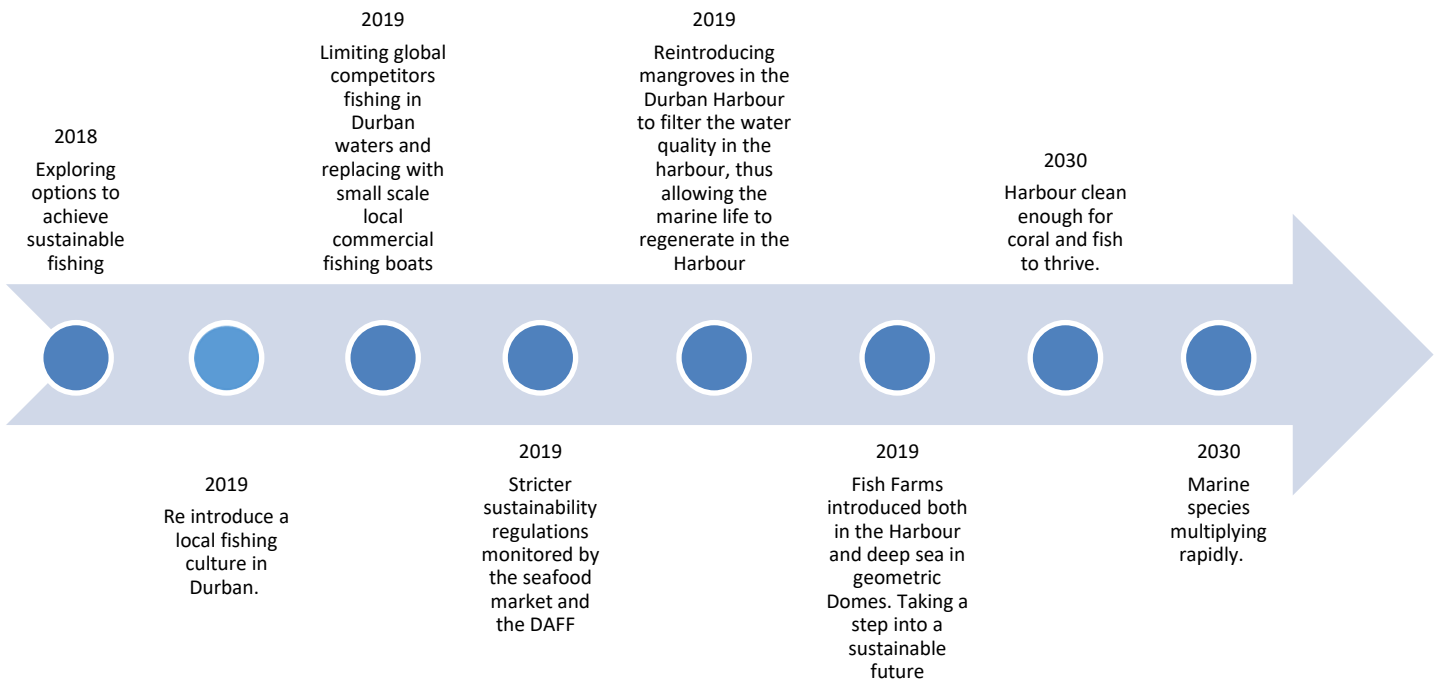 2018
Exploring
options to
achieve
sustainable
fishing
2019
Re introduce a
local fishing
culture in
Durban.
2019
Limiting global
competitors
fishing in
Durban
waters and
replacing with
small scale
local
commercial
fishing boats
2019
Stricter
sustainability
regulations
monitored by
the seafood
market and
the DAFF
2019
Reintroducing
mangroves in the
Durban Harbour
to filter the water
quality in the
harbour, thus
allowing the
marine life to
regenerate in the
Harbour
2019
Fish Farms
introduced both
in the Harbour
and deep sea in
geometric
Domes. Taking a
step into a
sustainable
future
2030
Harbour clean
enough for
coral and fish
to thrive.
2030
Marine
species
multiplying
rapidly.